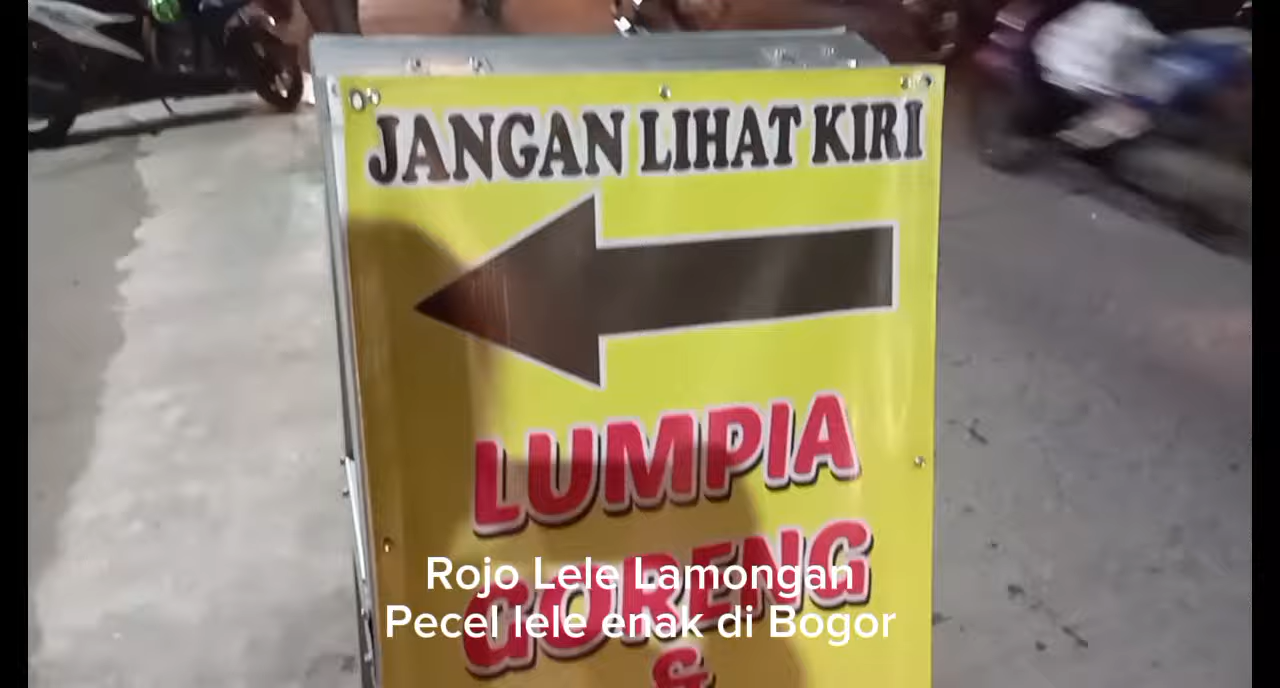 JANGAN LIHAT KIRI
LUMPIA
GORENG
&
Rojo Lele Lamongan
Pecel lele enak di Bogor